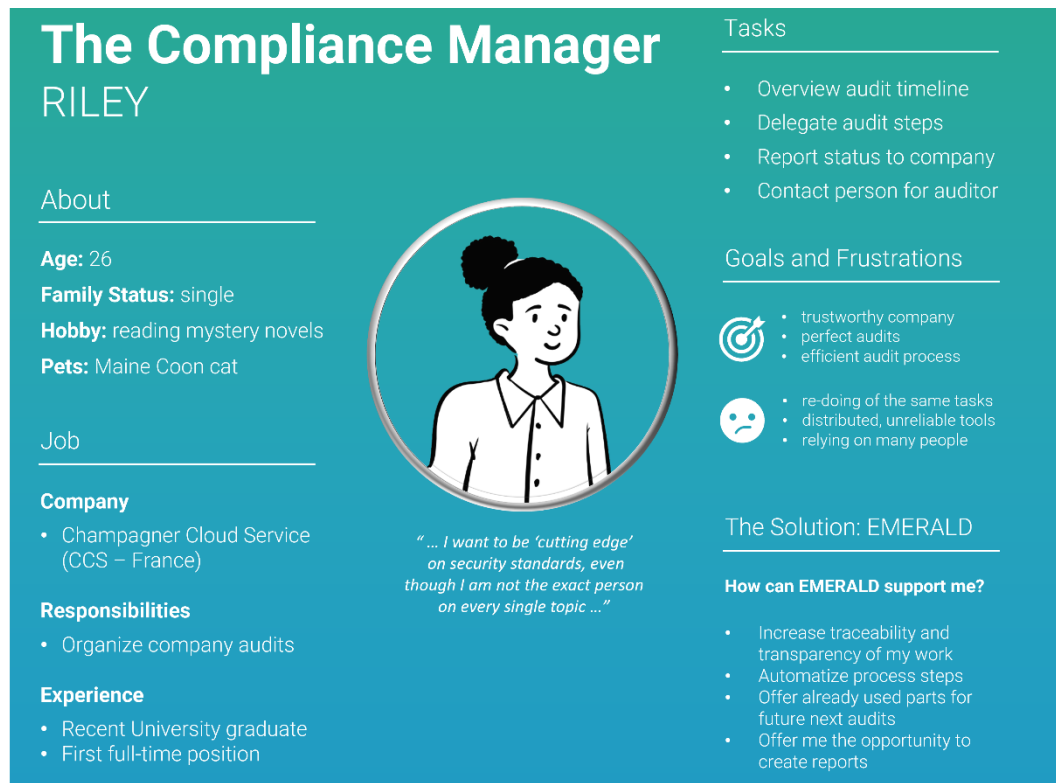 The Compliance Manager
RILEY
About
Age: 26
Family Status: single
Hobby: reading mystery novels
Pets: Maine Coon cat
Job
Company
• Champagner Cloud Service
(CCS – France)
Responsibilities
• Organize company audits
Experience
• Recent University graduate
• First full-time position
“ ... I want to be ‘cutting edge’
on security standards, even
though I am not the exact person
on every single topic ...”
Tasks
• Overview audit timeline
• Delegate audit steps
• Report status to company
• Contact person for auditor
Goals and Frustrations
• trustworthy company
• perfect audits
• efficient audit process
• re-doing of the same tasks
• distributed, unreliable tools
• relying on many people
The Solution: EMERALD
How can EMERALD support me?
• Increase traceability and
transparency of my work
• Automatize process steps
• Offer already used parts for
future next audits
• Offer me the opportunity to
create reports